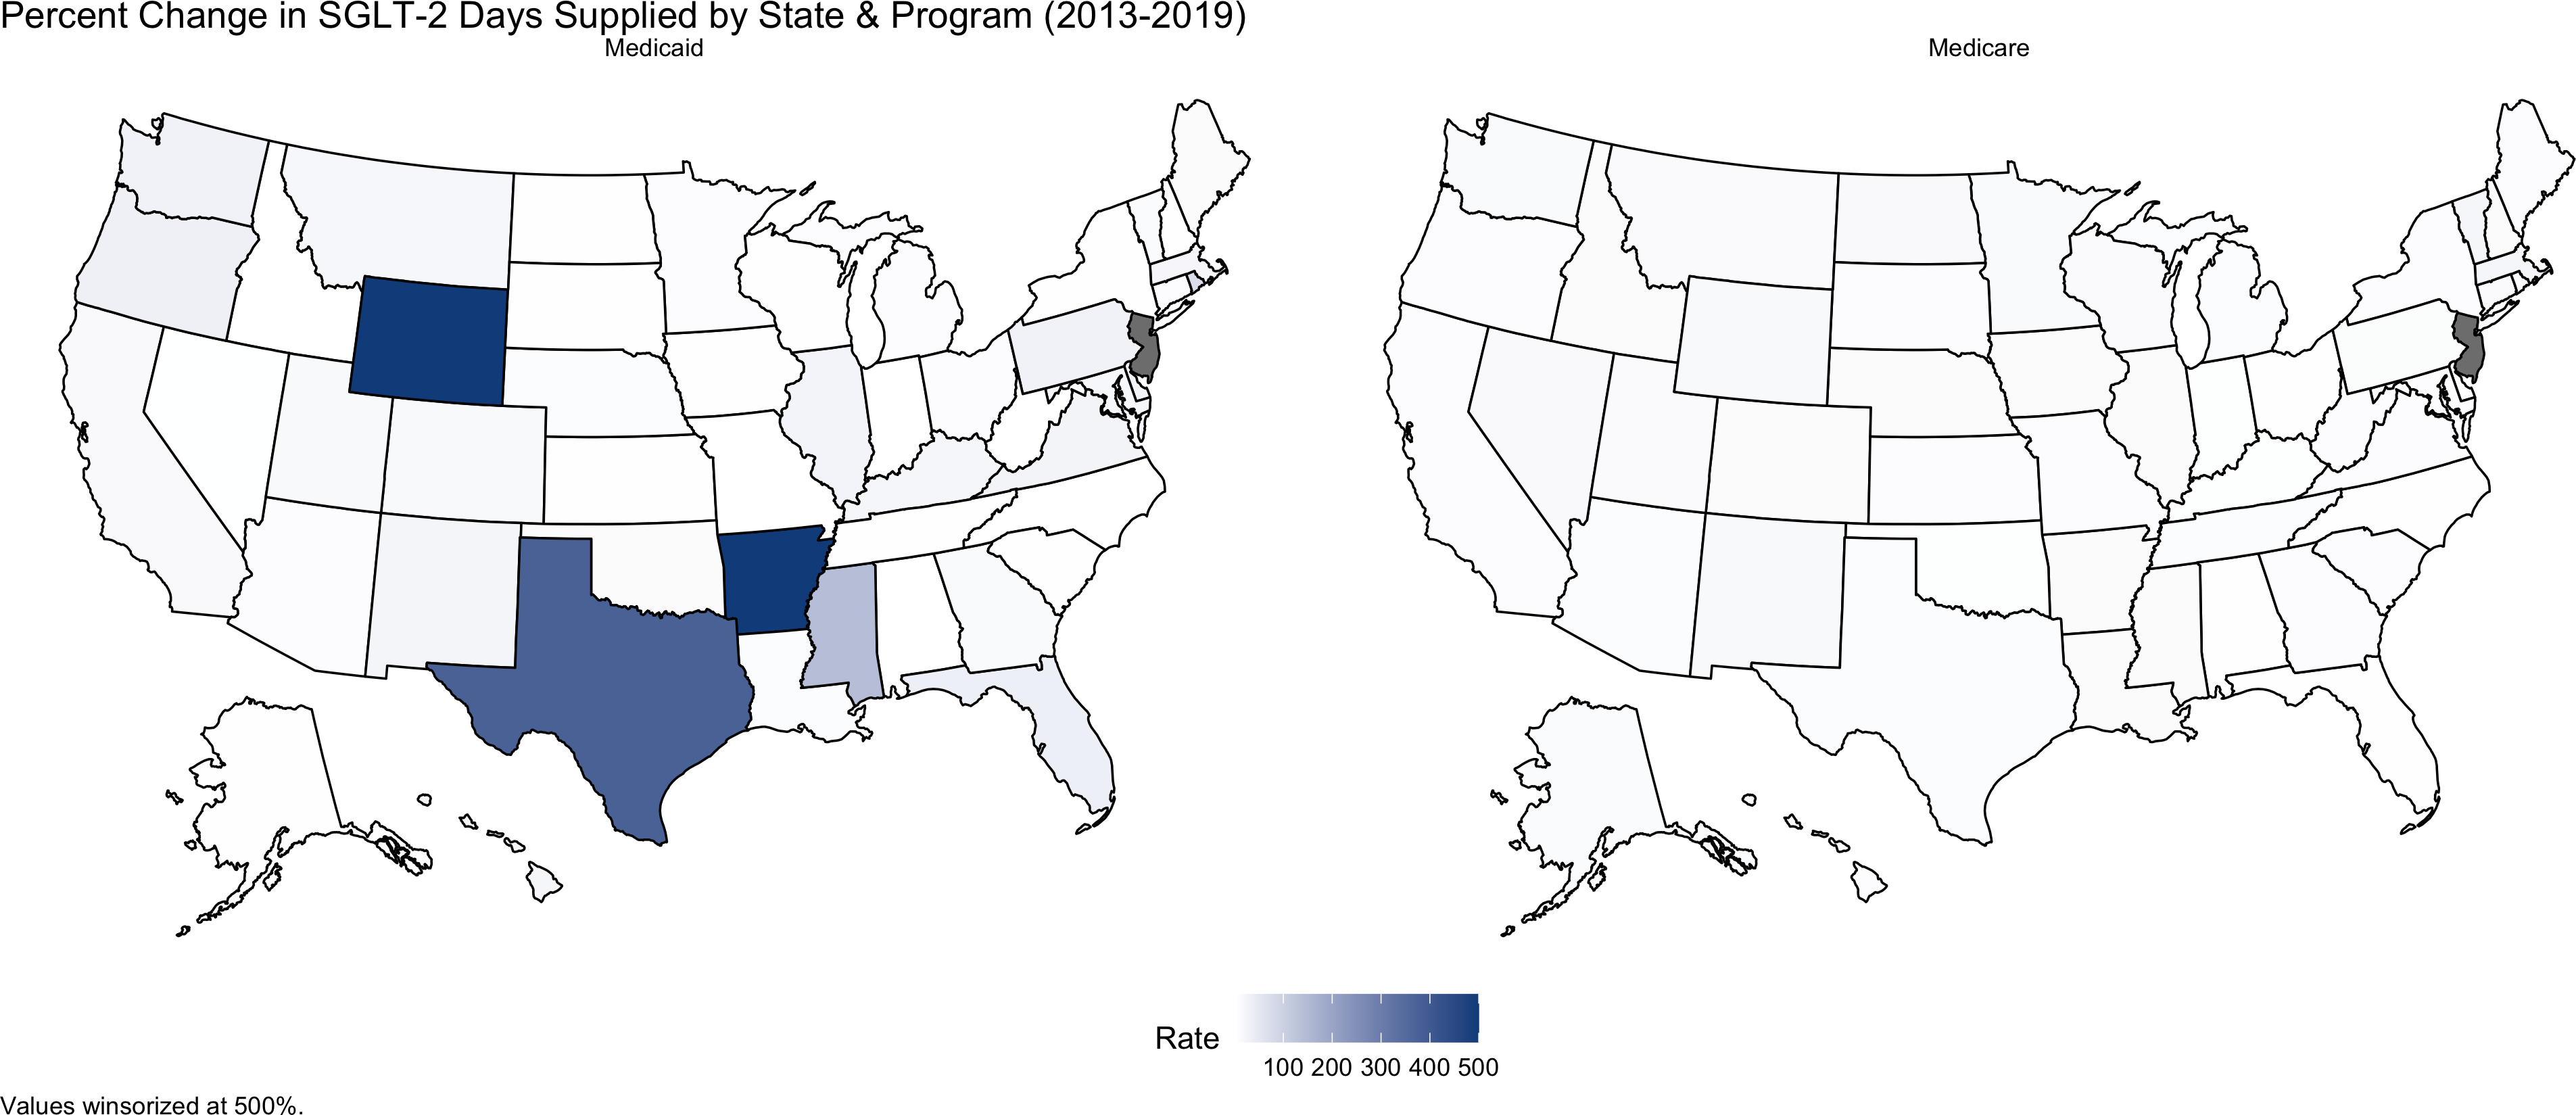 Percent Change in SGLT-2 Days Supplied by State & Program (2013-2019)
Medicaid Medicare
Rate
100 200 300 400 500
Values winsorized at 500%.